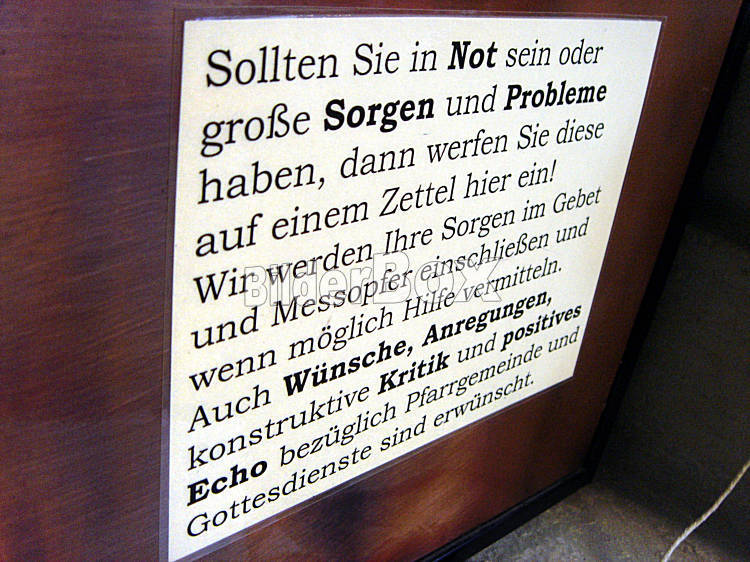 Sollten Sie in Not sein oder
große Sorgen und Probleme
haben, dann werfen Sie diese
auf einem Zettel hier ein!
Wir werden Ihre Sorgen im Gebet
und Messopfer einschließen und
wenn möglich Hilfe vermitteln.
Auch Wünsche, Anregungen,
konstruktive Kritik und positives
Echo bezüglich Pfarrgemeinde und
Gottesdienste sind erwünscht.
BilderBox